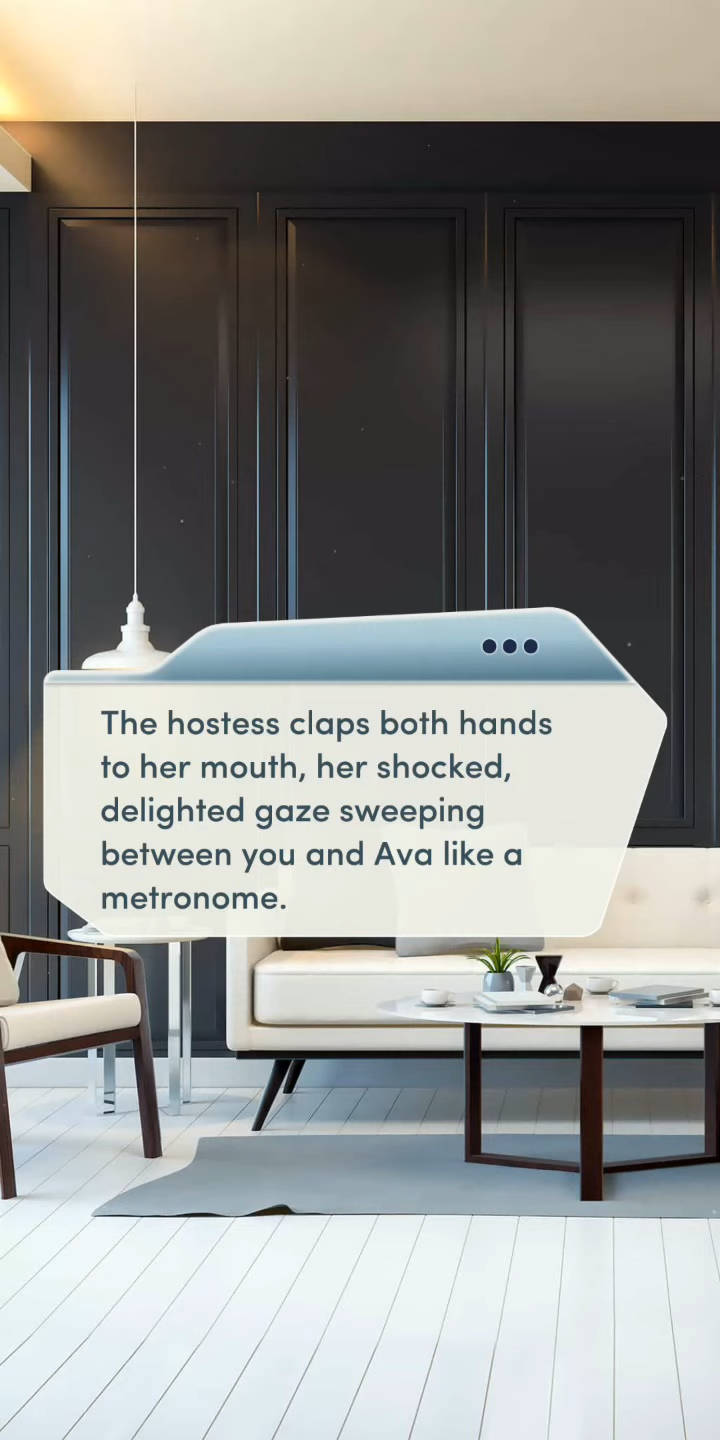 The hostess claps both hands
to her mouth, her shocked,
delighted gaze sweeping
between you and Ava like a
metronome.